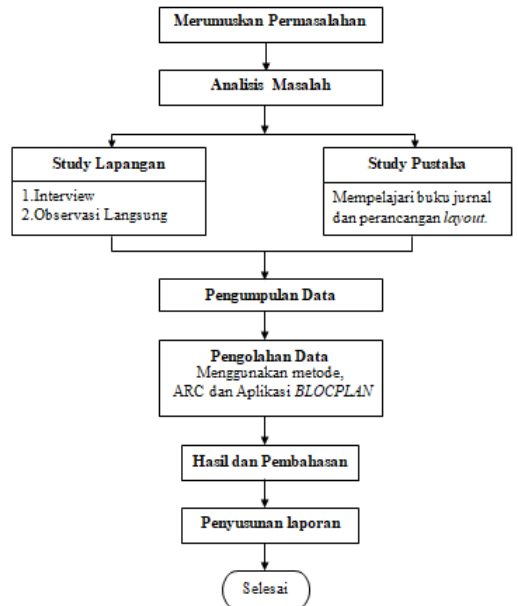 Merumuskan Permasalahan
Analisis Masalah
Study Lapangan
1.Interview
2.Observasi Langsung
Study Pustaka
Mempelajari buku jurnal
dan perancangan layout.
Pengumpulan Data
Pengolahan Data
Menggunakan metode,
ARC dan Aplikasi BLOCPLAN
Hasil dan Pembahasan
Penyusunan laporan
Selesai